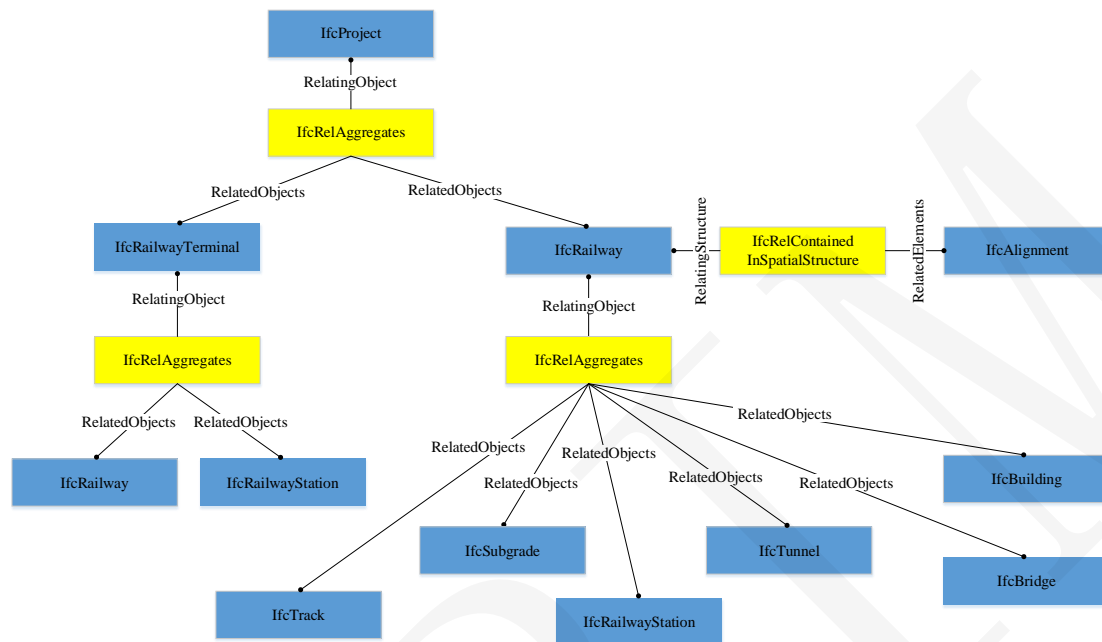 IfcProject
RelatingObject
IfcRelAggregates
RelatedObjects
RelatedObjects
IfcRailwayTerminal
IfcRailway
RelatingStructure
IfcRelContained
InSpatialStructure
RelatedElements
IfcAlignment
RelatingObject
RelatingObject
IfcRelAggregates
IfcRelAggregates
RelatedObjects
RelatedObjects
RelatedObjects
RelatedObjects
RelatedObjects
RelatedObjects
RelatedObjects
RelatedObjects
IfcRailway
IfcRailwayStation
IfcBuilding
IfcSubgrade
IfcTunnel
IfcBridge
IfcTrack
IfcRailwayStation